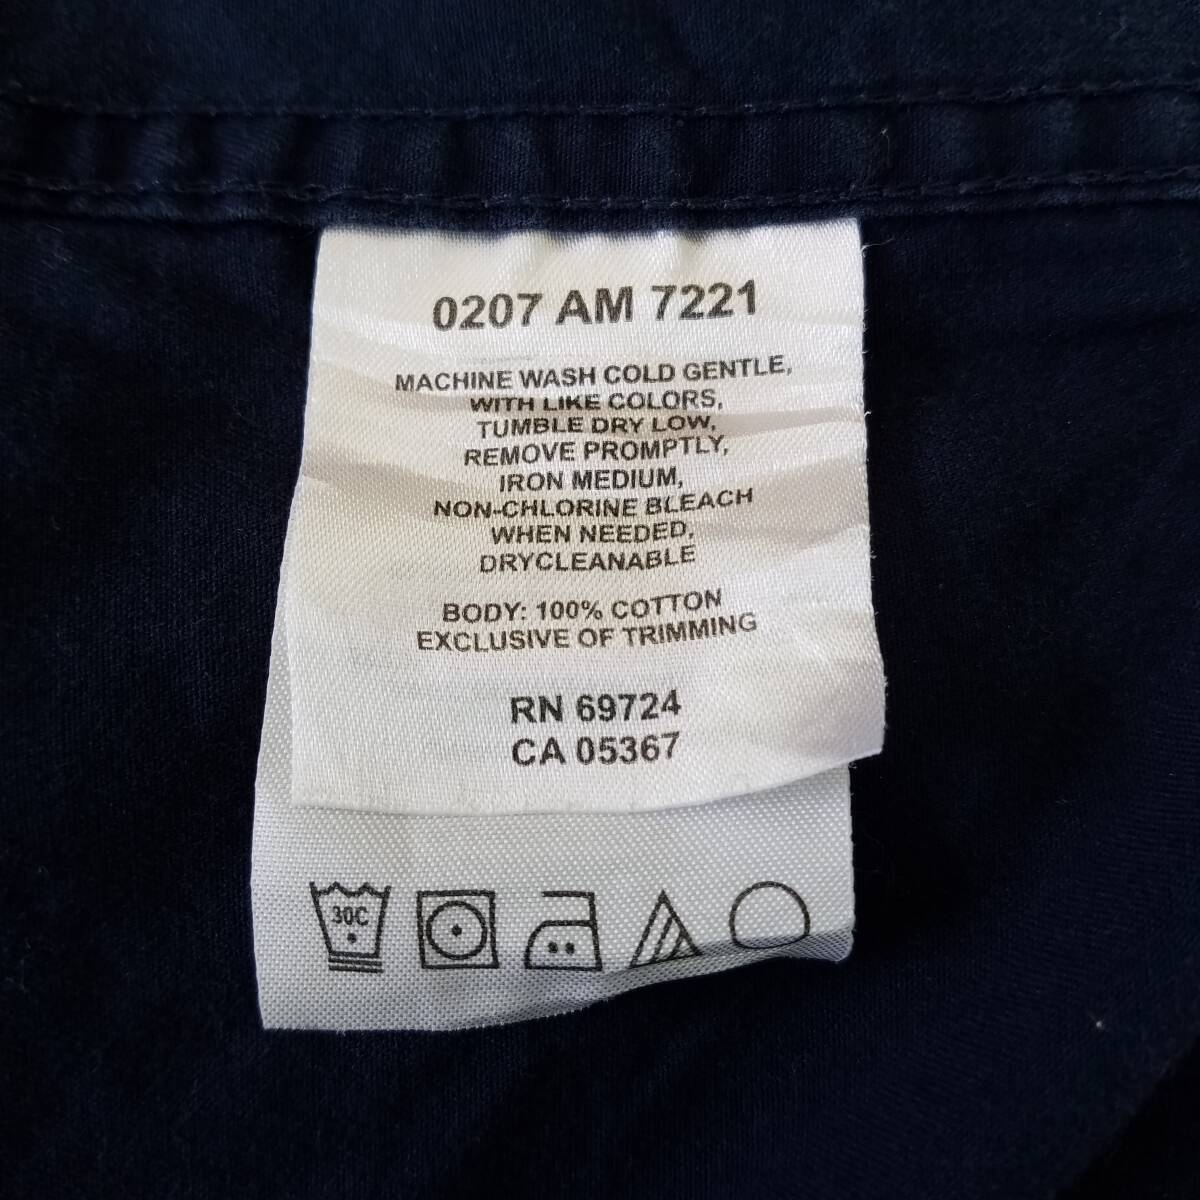 0207 AM 7221
MACHINE WASH COLD GENTLE,
WITH LIKE COLORS,
TUMBLE DRY LOW,
REMOVE PROMPTLY,
IRON MEDIUM,
NON-CHLORINE BLEACH
WHEN NEEDED,
DRYCLEANABLE
BODY: 100% COTTON
EXCLUSIVE OF TRIMMING
RN 69724
CA 05367
30C